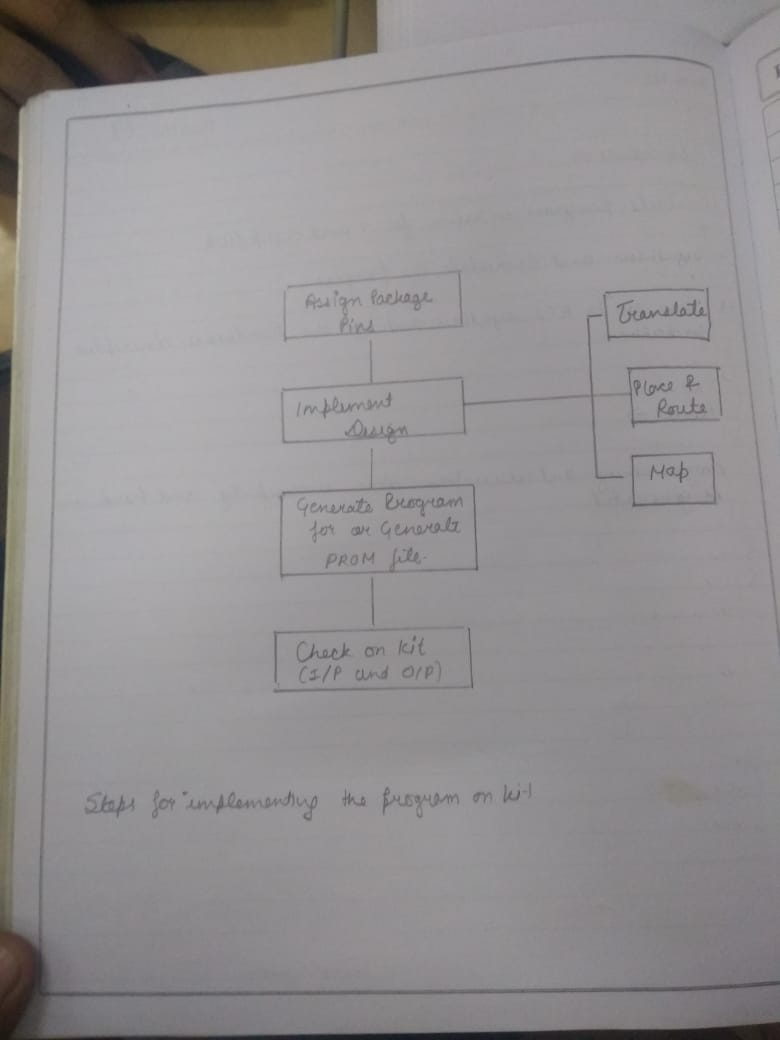 Assign Package
Pins
Implement
Design
Translate
Place &
Route
Map
Generate Program
for or Generate
PROM file.
Check on kit
(I/P and O/P)
Steps for implementing the program on kit